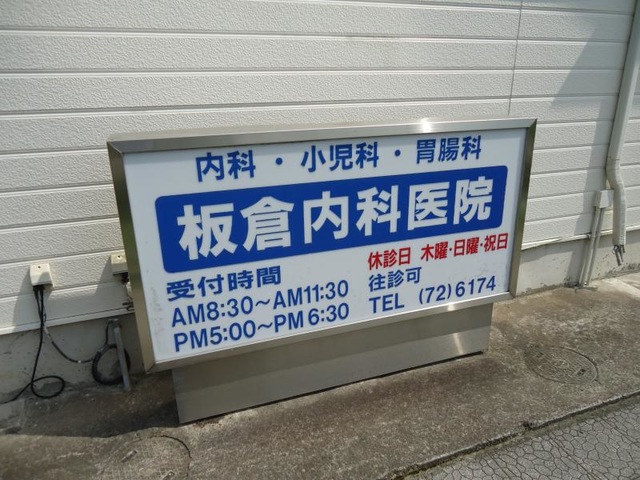 内科・小児科・胃腸科
板倉内科医院
休診日 木曜・日曜・祝日
受付時間
往診可
AM8:30～AM11:30
TEL (72)6174
PM5:00～PM6:30